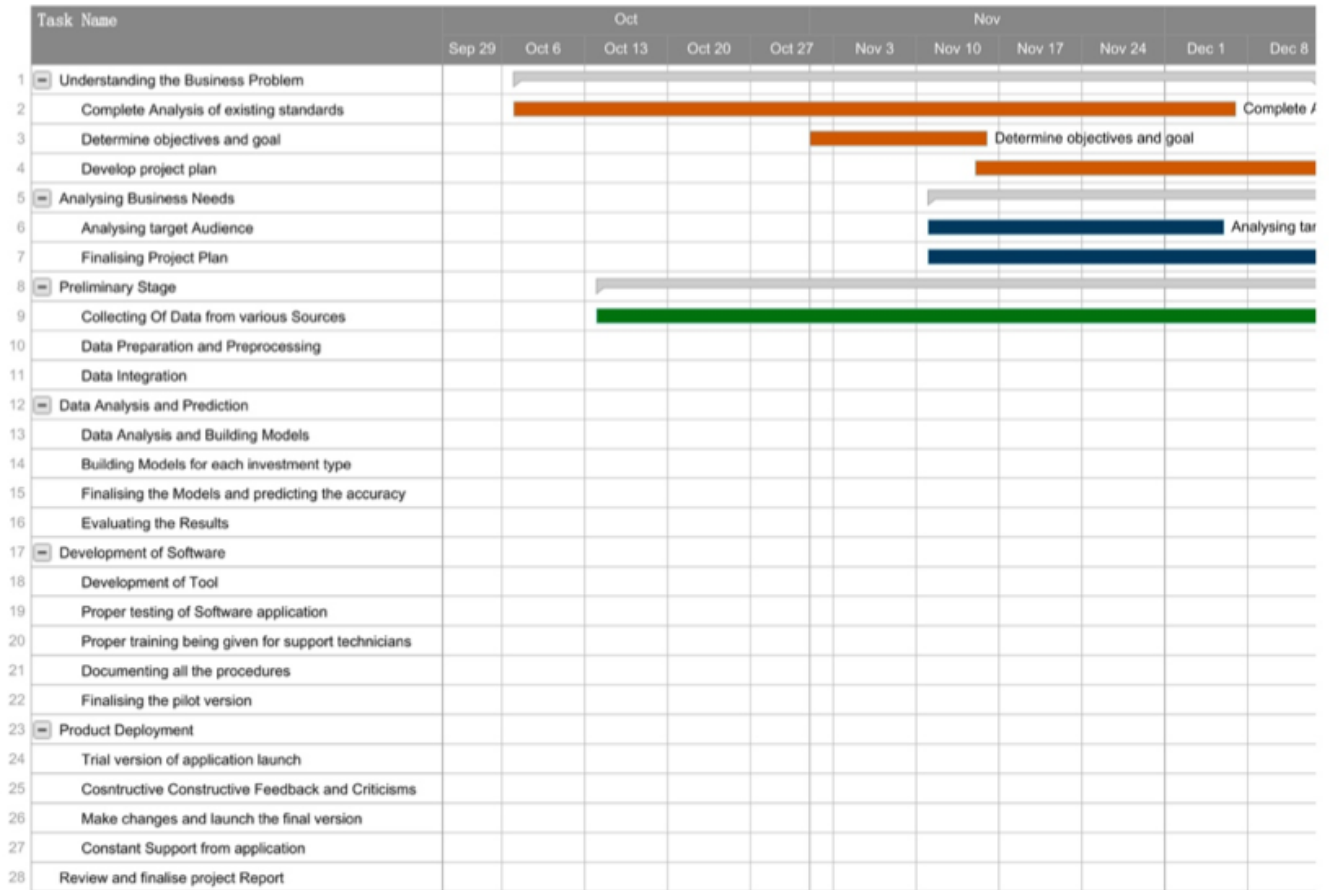 Task Name
Oct Nov
Sep 29 Oct 6 Oct 13 Oct 20 Oct 27 Nov 3 Nov 10 Nov 17 Nov 24 Dec 1 Dec 8
1 Understanding the Business Problem
2 Complete Analysis of existing standards Complete A
3 Determine objectives and goal Determine objectives and goal
4 Develop project plan
5 Analysing Business Needs
6 Analysing target Audience Analysing tar
7 Finalising Project Plan
8 Preliminary Stage
9 Collecting Of Data from various Sources
10 Data Preparation and Preprocessing
11 Data Integration
12 Data Analysis and Prediction
13 Data Analysis and Building Models
14 Building Models for each investment type
15 Finalising the Models and predicting the accuracy
16 Evaluating the Results
17 Development of Software
18 Development of Tool
19 Proper testing of Software application
20 Proper training being given for support technicians
21 Documenting all the procedures
22 Finalising the pilot version
23 Product Deployment
24 Trial version of application launch
25 Cosntructive Constructive Feedback and Criticisms
26 Make changes and launch the final version
27 Constant Support from application
28 Review and finalise project Report